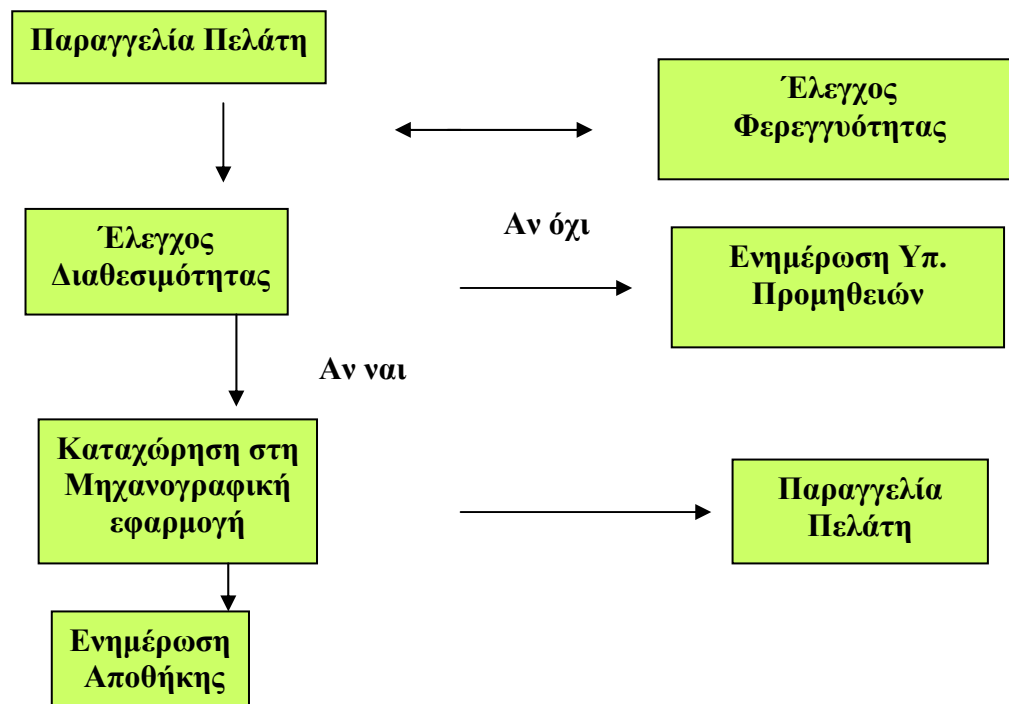 Παραγγελία Πελάτη
Έλεγχος
Φερεγγυότητας
Έλεγχος
Διαθεσιμότητας
Αν όχι
Ενημέρωση Υπ.
Προμηθειών
Αν ναι
Καταχώρηση στη
Μηχανογραφική
εφαρμογή
Παραγγελία
Πελάτη
Ενημέρωση
Αποθήκης